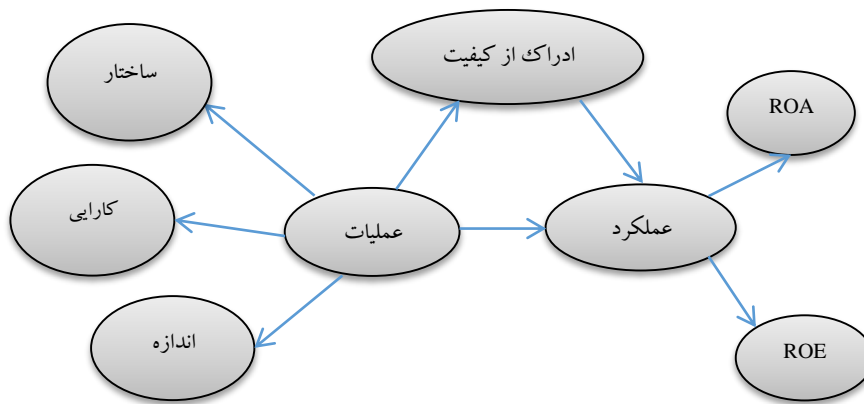 ادراک از کیفیت
ساختار
ROA
کارایی
عملیات
عملکرد
اندازه
ROE